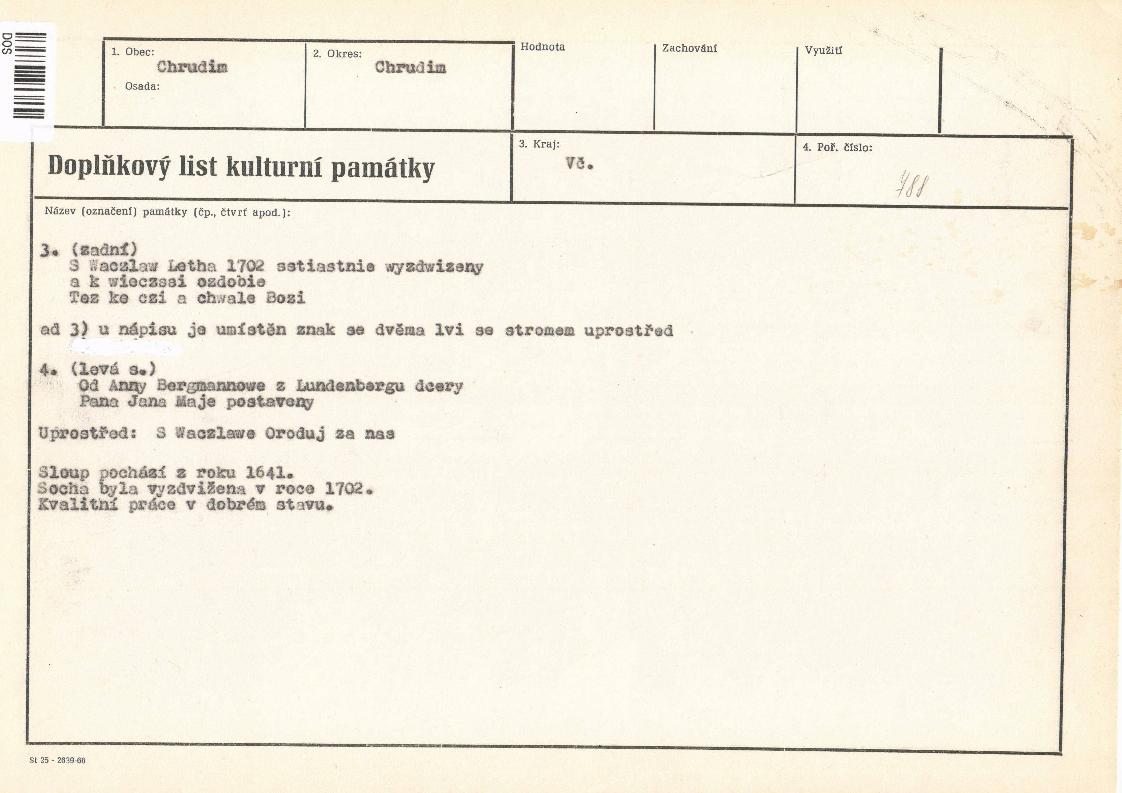 DOS
1. Obec:
Chrudim
Osada:
2. Okres:
Chrudim
Hodnota
Zachování
Využití
Doplňkový list kulturní památky
3. Kraj:
Vč.
4. Poř. číslo:
788
Název (označení) památky (čp., čtvrť apod.):
3. (zadní)
S Waczlaw Letha 1702 sstiastnie wyzdwizeny
a k wieczssi ozdobie
Tez ke czi a chwale Bozi
ad 3) u nápisu je umístěn znak se dvěma lvi se stromem uprostřed
4. (levá s.)
Od Anny Bergmannowe z Lundenbergu dcery
Pana Jana Maje postaveny
Uprostřed: S Waczlawe Oroduj za nas
Sloup pochází z roku 1641.
Socha byla vyzdvižena v roce 1702.
Kvalitní práce v dobrém stavu.
St 25 - 2639-66